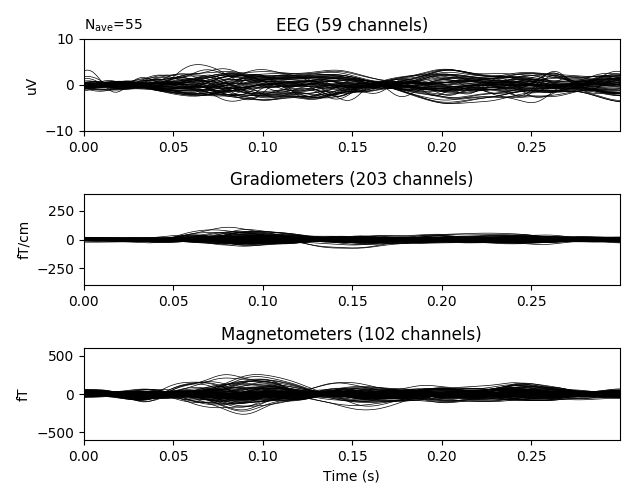 N_ave=55
EEG (59 channels)
10
0
−10
uV
0.00 0.05 0.10 0.15 0.20 0.25
Gradiometers (203 channels)
250
0
−250
fT/cm
0.00 0.05 0.10 0.15 0.20 0.25
Magnetometers (102 channels)
500
0
−500
fT
0.00 0.05 0.10 0.15 0.20 0.25
Time (s)